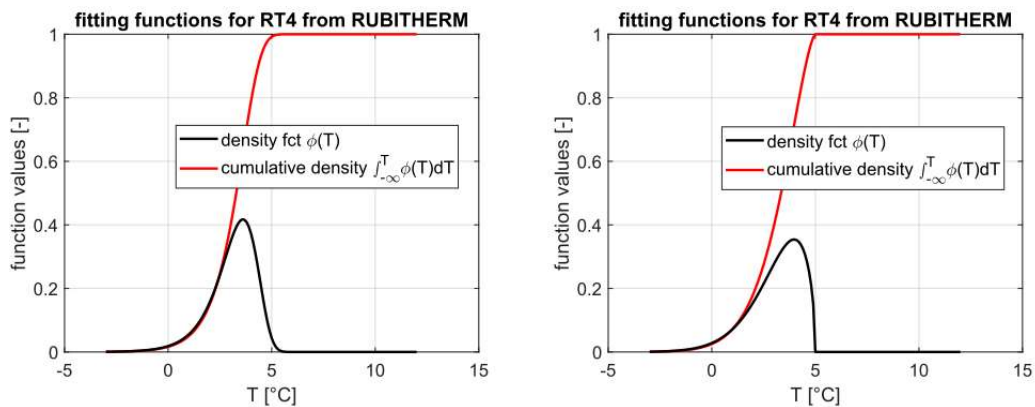 fitting functions for RT4 from RUBITHERM
1
0.8
0.6
0.4
0.2
0
function values [-]
density fct ϕ(T)
cumulative density ∫_{-∞}^{T} ϕ(T)dT
-5 0 5 10 15
T [°C]
fitting functions for RT4 from RUBITHERM
1
0.8
0.6
0.4
0.2
0
function values [-]
density fct ϕ(T)
cumulative density ∫_{-∞}^{T} ϕ(T)dT
-5 0 5 10 15
T [°C]